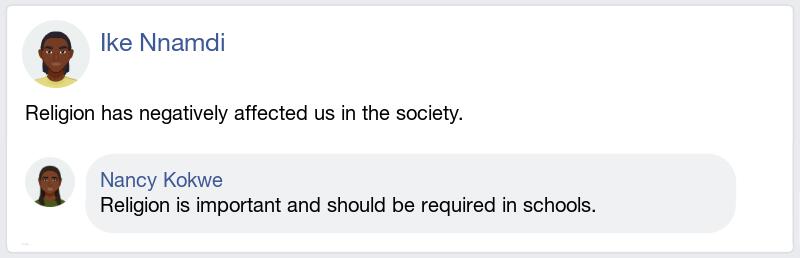 Ike Nnamdi
Religion has negatively affected us in the society.
Nancy Kokwe
Religion is important and should be required in schools.